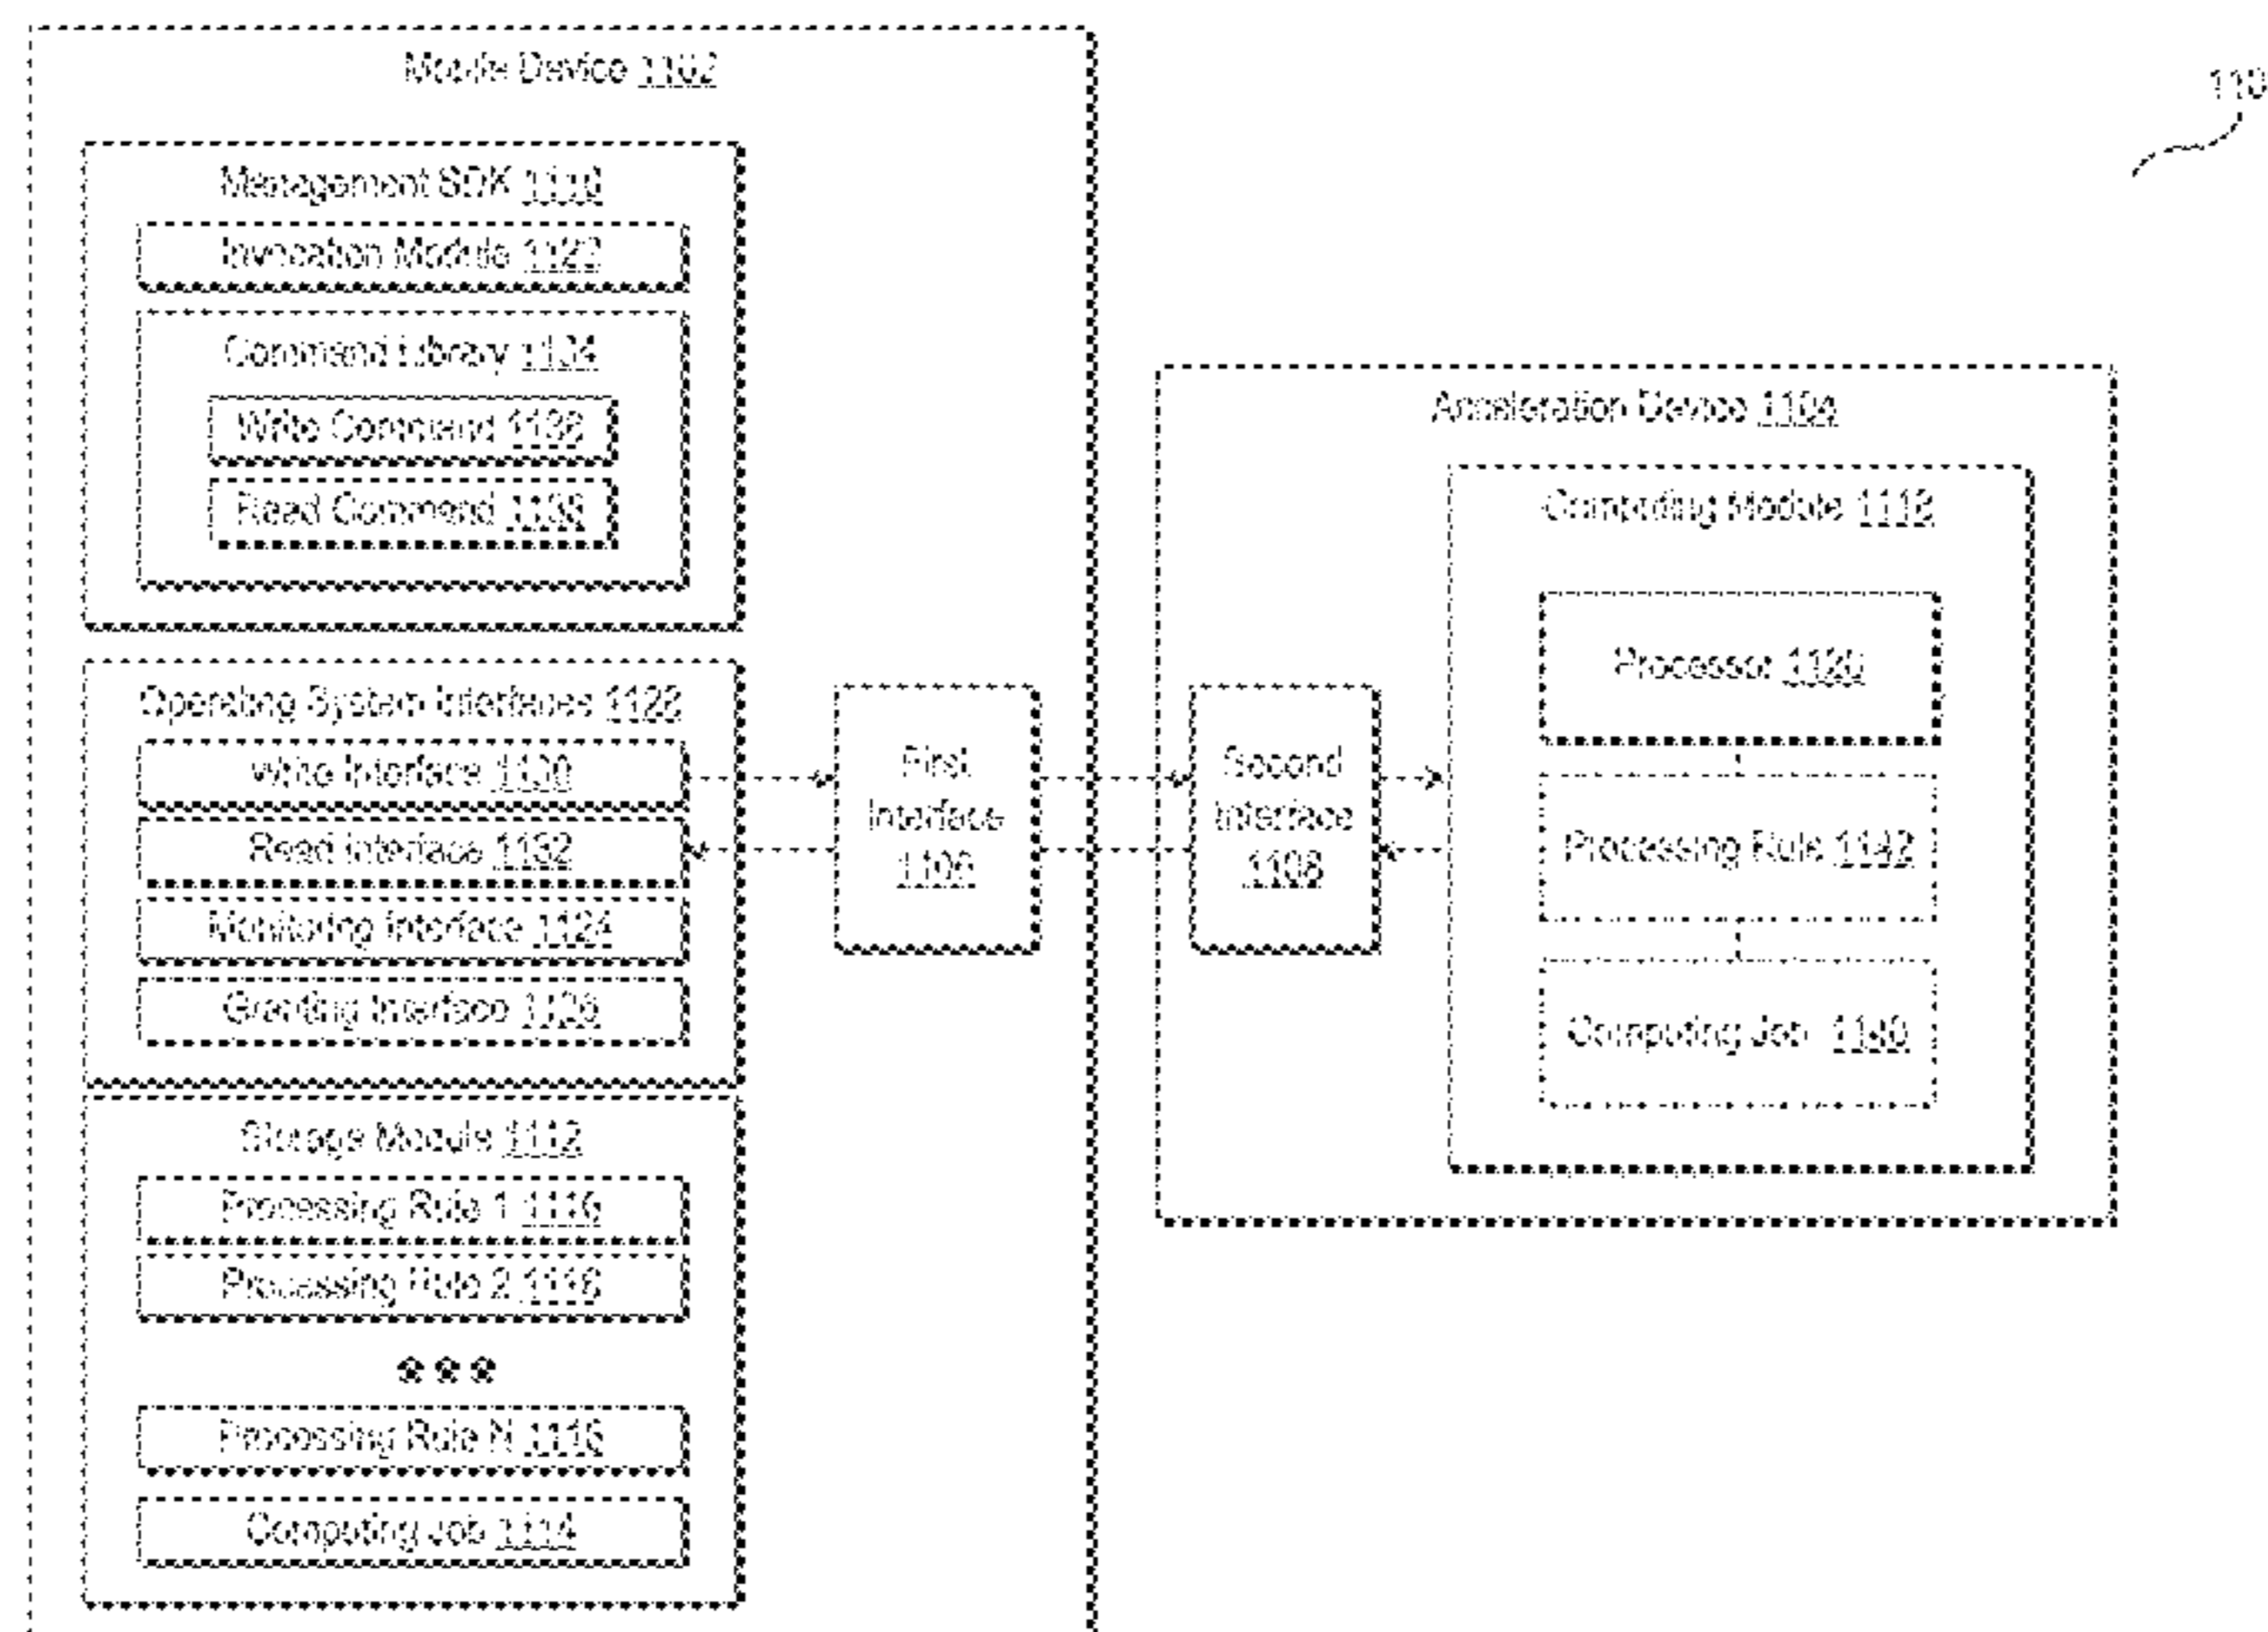 Mobile Device 1102
110
Management SDK 1110
Invocation Module 1122
Command Library 1134
Write Command 1136
Read Command 1138
Operating System Interfaces 1128
Write Interface 1130
Read Interface 1132
Monitoring Interface 1124
Granting Interface 1126
Storage Module 1112
Processing Rule 1 1116
Processing Rule 2 1116
Processing Rule N 1116
Computing Job 1114
First
Interface
1106
Acceleration Device 1104
Second
Interface
1108
Computing Module 1118
Processor 1120
Processing Rule 1142
Computing Job 1140